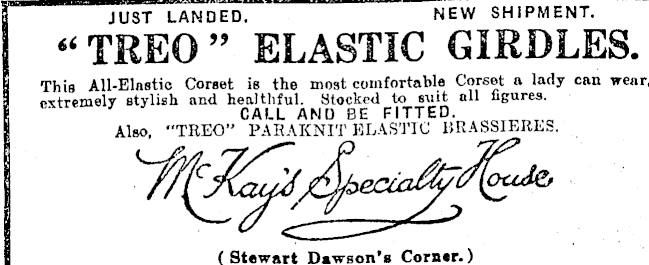 JUST LANDED. NEW SHIPMENT.
"TREO" ELASTIC GIRDLES.
This All-Elastic Corset is the most comfortable Corset a lady can wear,
extremely stylish and healthful. Stocked to suit all figures.
CALL AND BE FITTED.
Also, "TREO" PARAKNIT ELASTIC BRASSIERES.
McKay's Specialty House
(Stewart Dawson's Corner.)